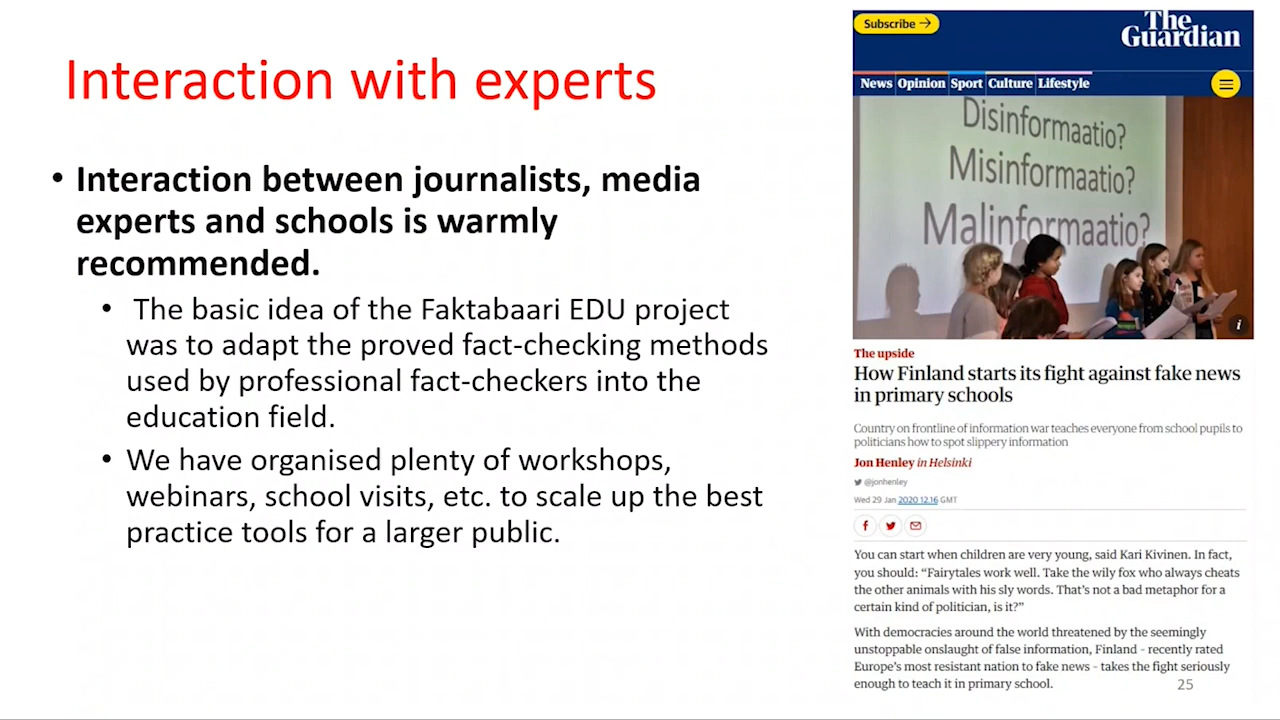 Interaction with experts
• Interaction between journalists, media
experts and schools is warmly
recommended.
• The basic idea of the Faktabaari EDU project
was to adapt the proved fact-checking methods
used by professional fact-checkers into the
education field.
• We have organised plenty of workshops,
webinars, school visits, etc. to scale up the best
practice tools for a larger public.
Subscribe →
The
Guardian
News Opinion Sport Culture Lifestyle
Disinformaatio?
Misinformaatio?
Malinformaatio?
i
The upside
How Finland starts its fight against fake news
in primary schools
Country on frontline of information war teaches everyone from school pupils to
politicians how to spot slippery information
Jon Henley in Helsinki
@jonhenley
Wed 29 Jan 2020 12.16 GMT
You can start when children are very young, said Kari Kivinen. In fact,
you should: “Fairytales work well. Take the wily fox who always cheats
the other animals with his sly words. That’s not a bad metaphor for a
certain kind of politician, is it?”
With democracies around the world threatened by the seemingly
unstoppable onslaught of false information, Finland – recently rated
Europe’s most resistant nation to fake news – takes the fight seriously
enough to teach it in primary school.
25